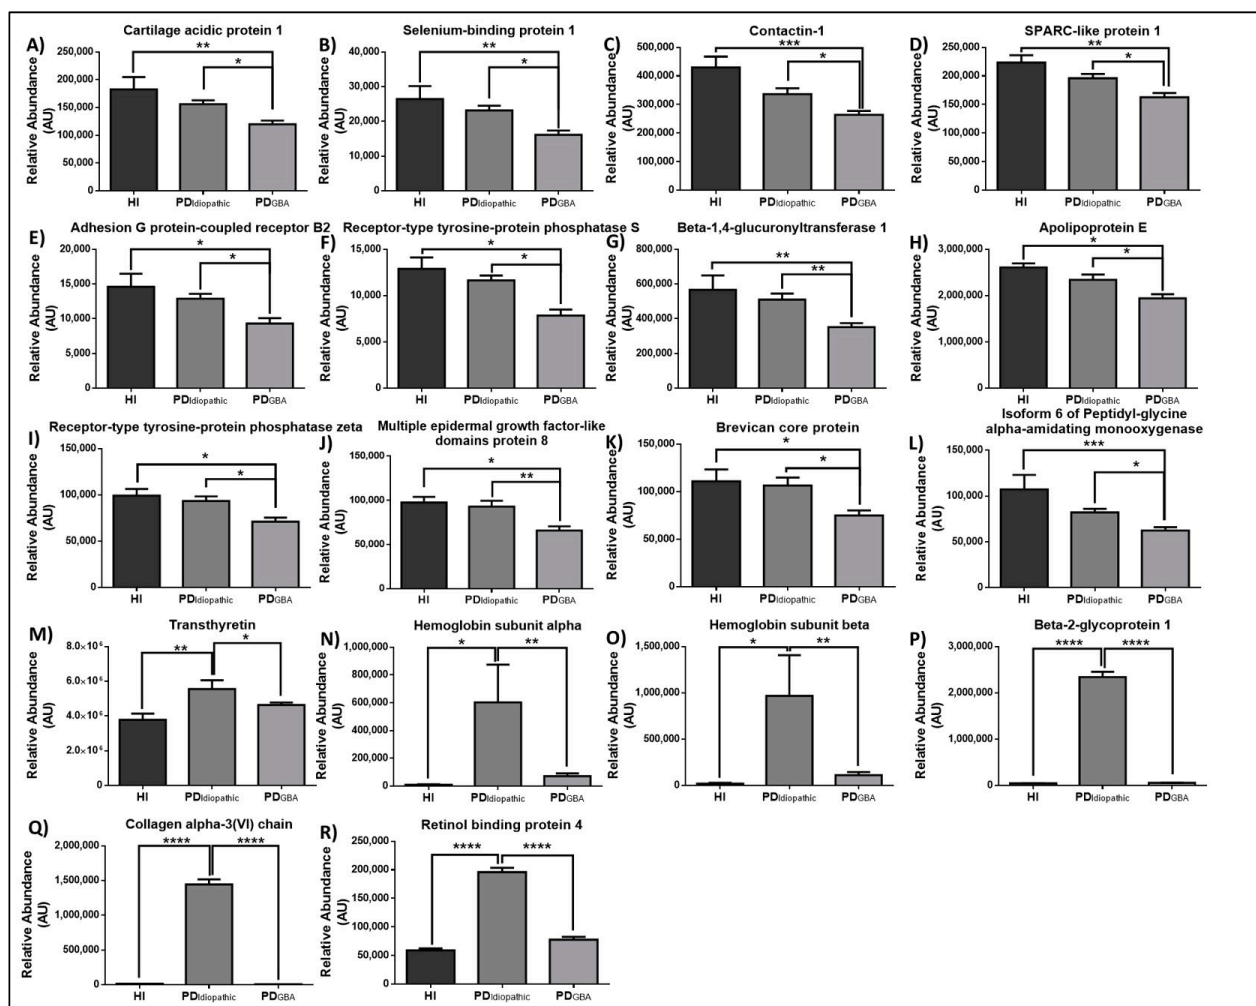 A) Cartilage acidic protein 1
Relative Abundance (AU)
250,000
200,000
150,000
100,000
50,000
0
** *
HI PDIdiopathic PDGBA
B) Selenium-binding protein 1
Relative Abundance (AU)
40,000
30,000
20,000
10,000
0
** *
HI PDIdiopathic PDGBA
C) Contactin-1
Relative Abundance (AU)
500,000
400,000
300,000
200,000
100,000
0
*** *
HI PDIdiopathic PDGBA
D) SPARC-like protein 1
Relative Abundance (AU)
250,000
200,000
150,000
100,000
50,000
0
** *
HI PDIdiopathic PDGBA
E) Adhesion G protein-coupled receptor B2
Relative Abundance (AU)
20,000
15,000
10,000
5,000
0
* *
HI PDIdiopathic PDGBA
F) Receptor-type tyrosine-protein phosphatase S
Relative Abundance (AU)
15,000
10,000
5,000
0
* *
HI PDIdiopathic PDGBA
G) Beta-1,4-glucuronyltransferase 1
Relative Abundance (AU)
800,000
600,000
400,000
200,000
0
** **
HI PDIdiopathic PDGBA
H) Apolipoprotein E
Relative Abundance (AU)
3,000,000
2,000,000
1,000,000
0
* *
HI PDIdiopathic PDGBA
I) Receptor-type tyrosine-protein phosphatase zeta
Relative Abundance (AU)
150,000
100,000
50,000
0
* *
HI PDIdiopathic PDGBA
J) Multiple epidermal growth factor-like
domains protein 8
Relative Abundance (AU)
150,000
100,000
50,000
0
* **
HI PDIdiopathic PDGBA
K) Brevican core protein
Relative Abundance (AU)
150,000
100,000
50,000
0
* *
HI PDIdiopathic PDGBA
L) Isoform 6 of Peptidyl-glycine
alpha-amidating monooxygenase
Relative Abundance (AU)
150,000
100,000
50,000
0
*** *
HI PDIdiopathic PDGBA
M) Transthyretin
Relative Abundance (AU)
8.0×10⁶
6.0×10⁶
4.0×10⁶
2.0×10⁶
0
** *
HI PDIdiopathic PDGBA
N) Hemoglobin subunit alpha
Relative Abundance (AU)
1,000,000
800,000
600,000
400,000
200,000
0
* **
HI PDIdiopathic PDGBA
O) Hemoglobin subunit beta
Relative Abundance (AU)
1,500,000
1,000,000
500,000
0
* **
HI PDIdiopathic PDGBA
P) Beta-2-glycoprotein 1
Relative Abundance (AU)
3,000,000
2,000,000
1,000,000
0
**** ****
HI PDIdiopathic PDGBA
Q) Collagen alpha-3(VI) chain
Relative Abundance (AU)
2,000,000
1,500,000
1,000,000
500,000
0
**** ****
HI PDIdiopathic PDGBA
R) Retinol binding protein 4
Relative Abundance (AU)
250,000
200,000
150,000
100,000
50,000
0
**** ****
HI PDIdiopathic PDGBA